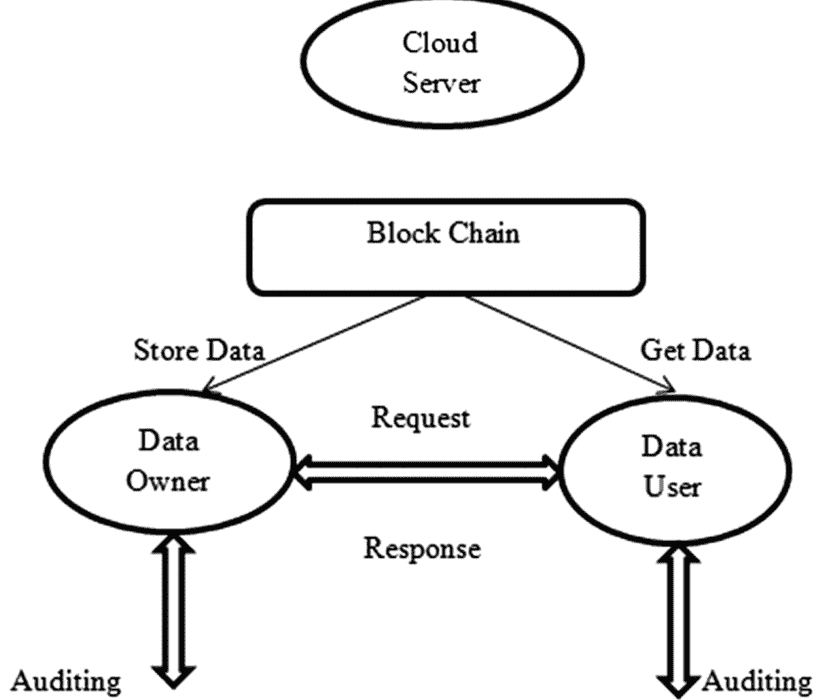 Cloud
Server
Block Chain
Store Data
Get Data
Request
Data
Owner
Data
User
Response
Auditing
Auditing